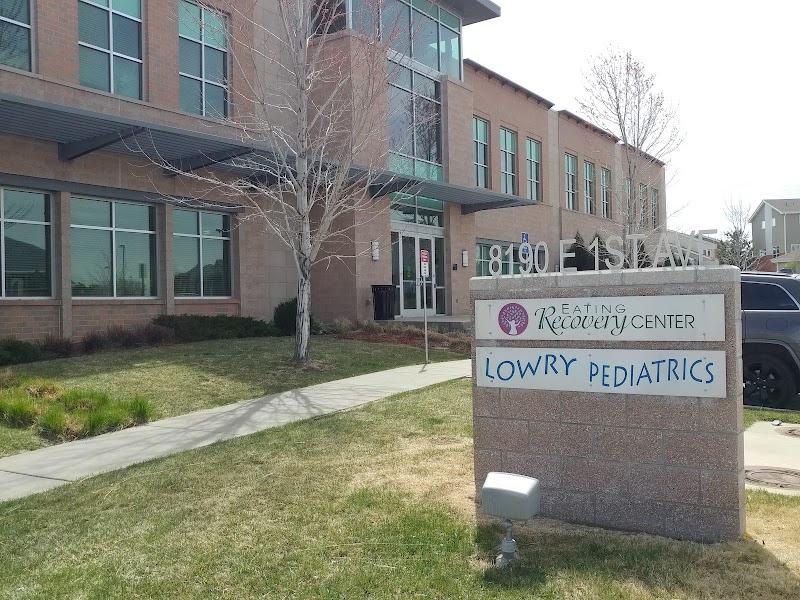 8190 E 1ST AVE
EATING
Recovery CENTER
LOWRY PEDIATRICS